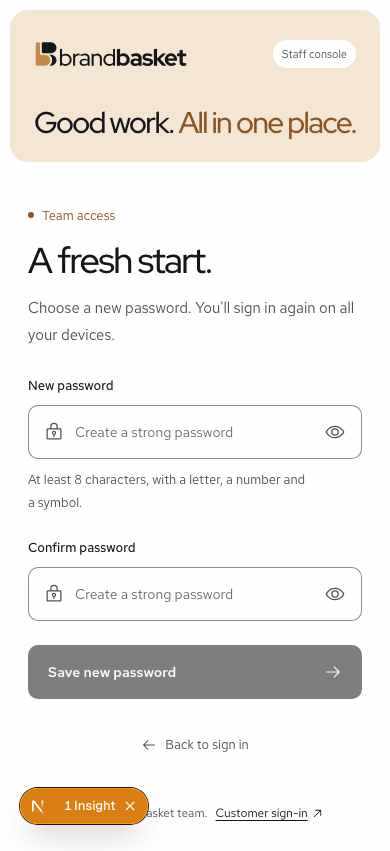 brandbasket
Staff console
Good work. All in one place.
Team access
A fresh start.
Choose a new password. You'll sign in again on all
your devices.
New password
Create a strong password
At least 8 characters, with a letter, a number and
a symbol.
Confirm password
Create a strong password
Save new password
Back to sign in
1 Insight
team. Customer sign-in